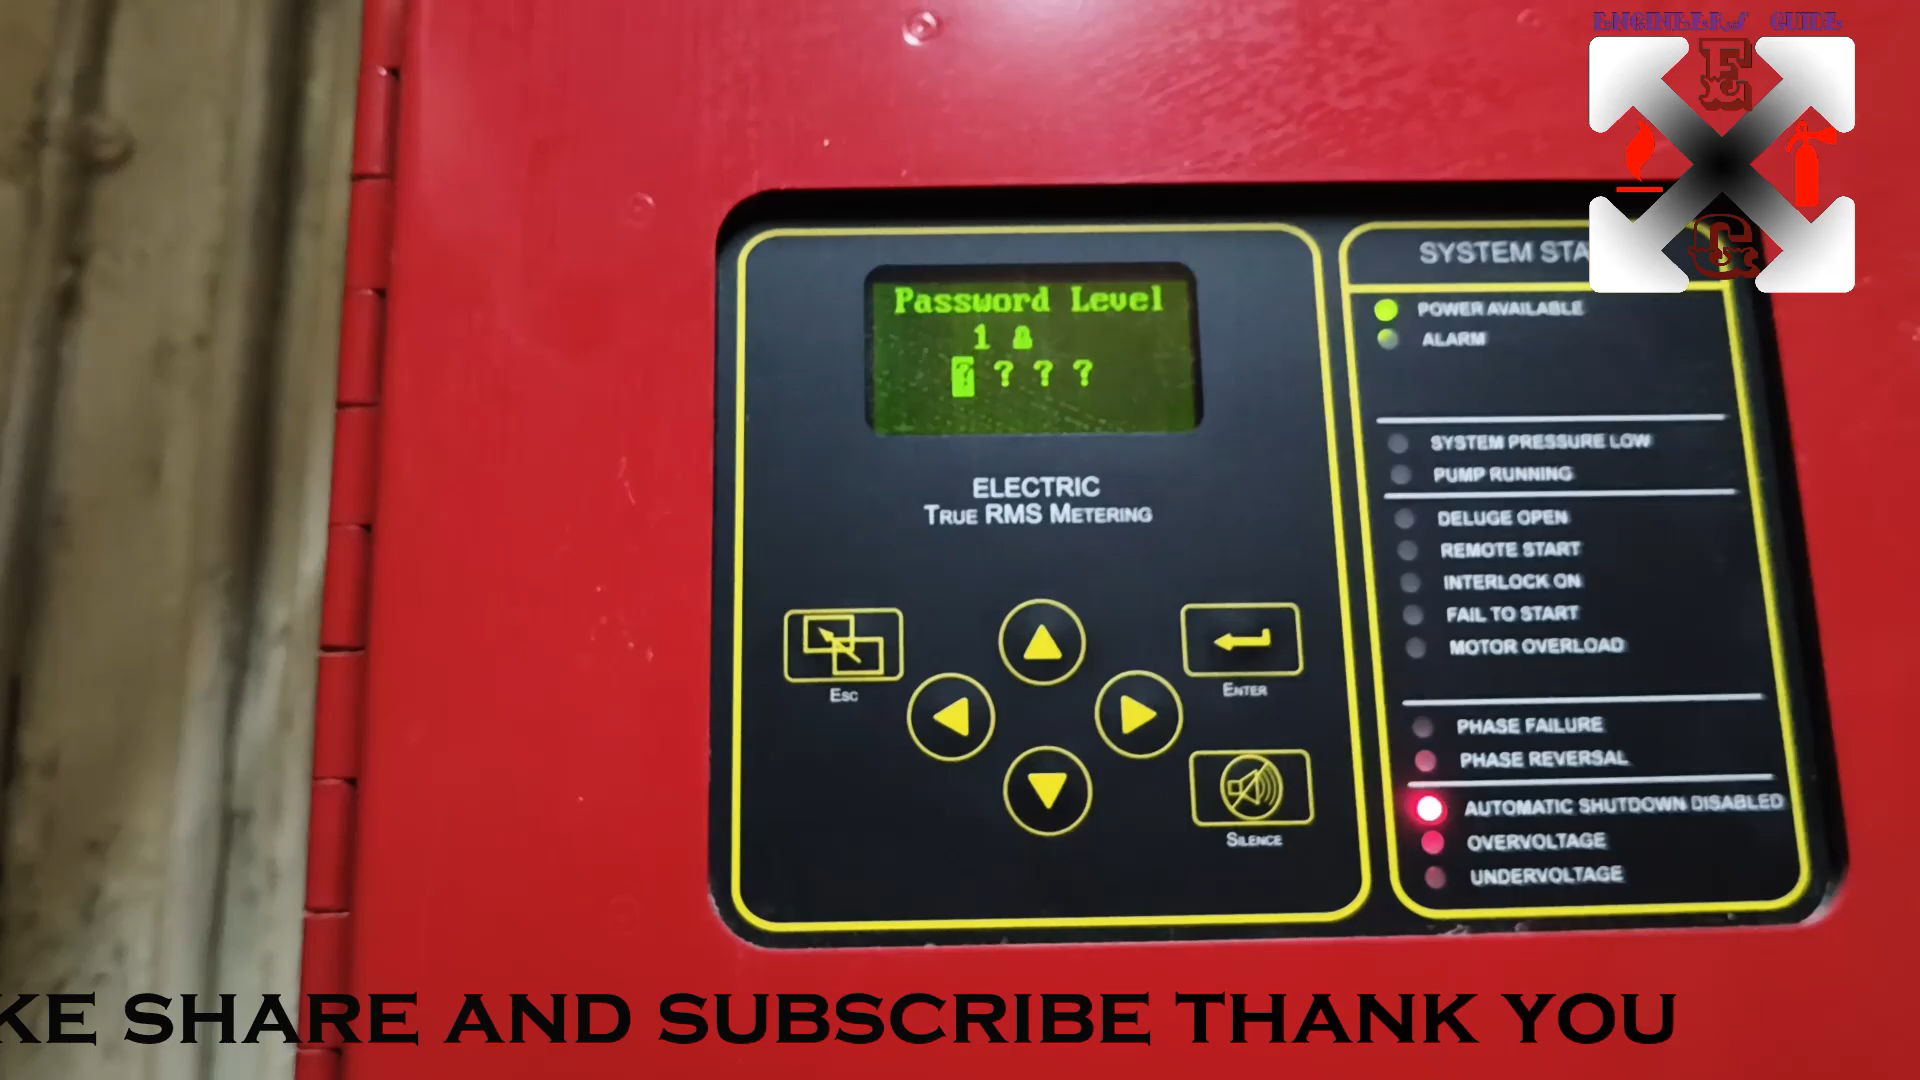 ENGINEERS GUIDE
E
G
Password Level
1
? ? ? ?
ELECTRIC
TRUE RMS METERING
ESC
ENTER
SILENCE
SYSTEM STA
POWER AVAILABLE
ALARM
SYSTEM PRESSURE LOW
PUMP RUNNING
DELUGE OPEN
REMOTE START
INTERLOCK ON
FAIL TO START
MOTOR OVERLOAD
PHASE FAILURE
PHASE REVERSAL
AUTOMATIC SHUTDOWN DISABLED
OVERVOLTAGE
UNDERVOLTAGE
KE SHARE AND SUBSCRIBE THANK YOU